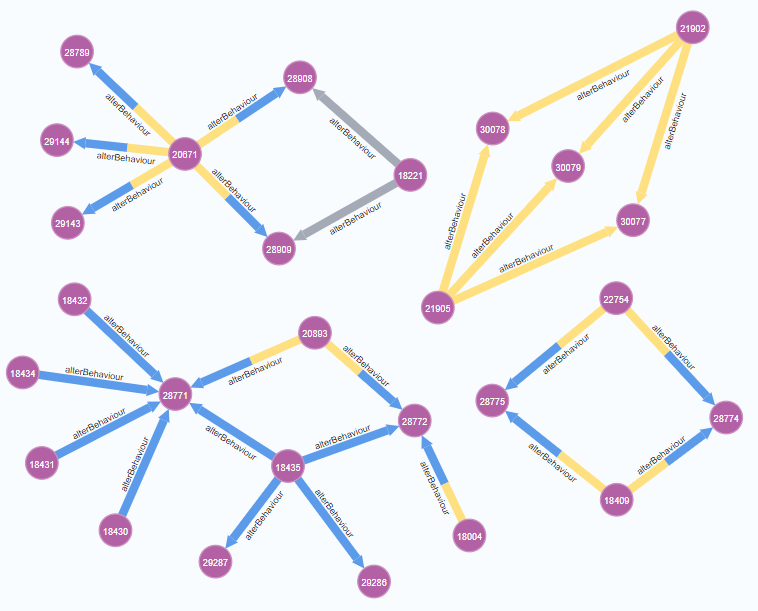 21902
28789
28908
alterBehaviour
alterBehaviour
alterBehaviour
alterBehaviour
30078
alterBehaviour
alterBehaviour
29144
alterBehaviour
20671
30079
18221
alterBehaviour
alterBehaviour
alterBehaviour
29143
alterBehaviour
30077
alterBehaviour
alterBehaviour
28909
alterBehaviour
18432
22754
21905
20893
alterBehaviour
alterBehaviour
alterBehaviour
alterBehaviour
18434
alterBehaviour
alterBehaviour
28771
28775
28772
28774
alterBehaviour
alterBehaviour
alterBehaviour
alterBehaviour
alterBehaviour
18431
alterBehaviour
18435
alterBehaviour
alterBehaviour
18409
alterBehaviour
alterBehaviour
18430
18004
29287
29286